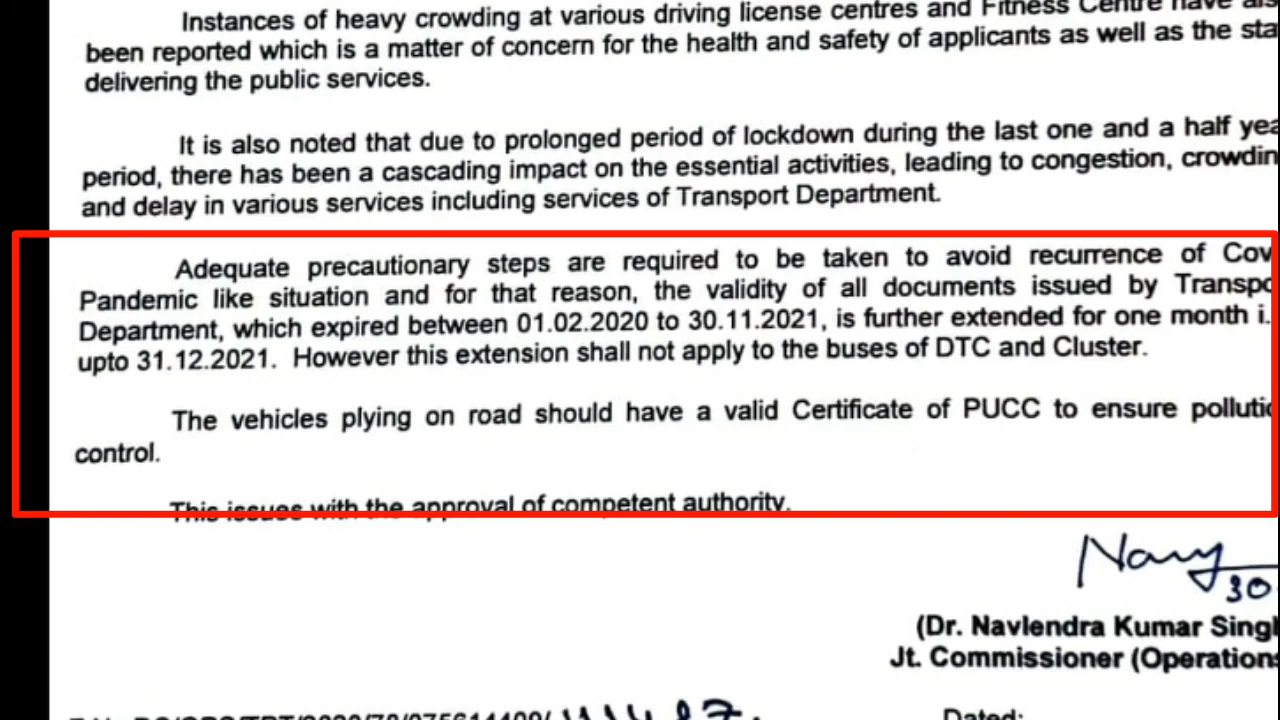 Instances of heavy crowding at various driving license centres and Fitness Centre have
been reported which is a matter of concern for the health and safety of applicants as well as the
delivering the public services.
It is also noted that due to prolonged period of lockdown during the last one and a half
period, there has been a cascading impact on the essential activities, leading to congestion,
and delay in various services including services of Transport Department.
Adequate precautionary steps are required to be taken to avoid recurrence of
Pandemic like situation and for that reason, the validity of all documents issued by
Department, which expired between 01.02.2020 to 30.11.2021, is further extended for one month
upto 31.12.2021. However this extension shall not apply to the buses of DTC and Cluster.
The vehicles plying on road should have a valid Certificate of PUCC to ensure
control.
This issues with the approval of competent authority.
30
(Dr. Navlendra Kumar
Jt. Commissioner
Dated: